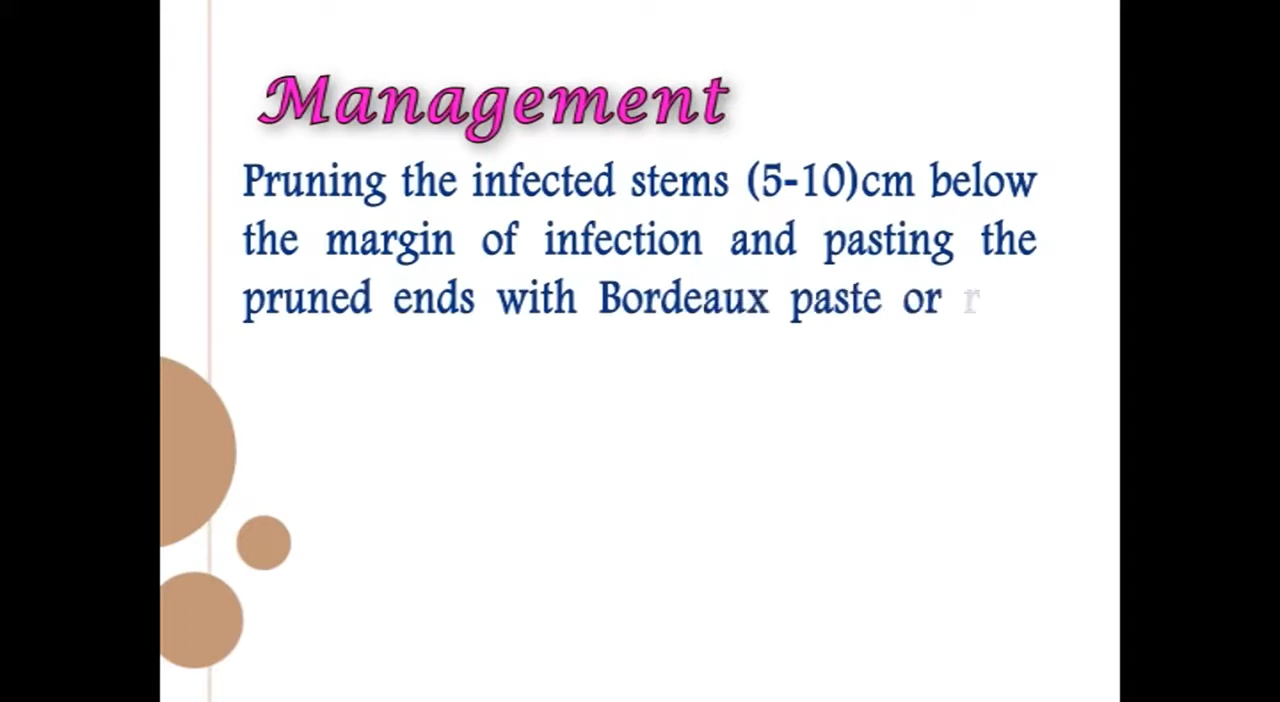 Management
Pruning the infected stems (5-10)cm below
the margin of infection and pasting the
pruned ends with Bordeaux paste or r